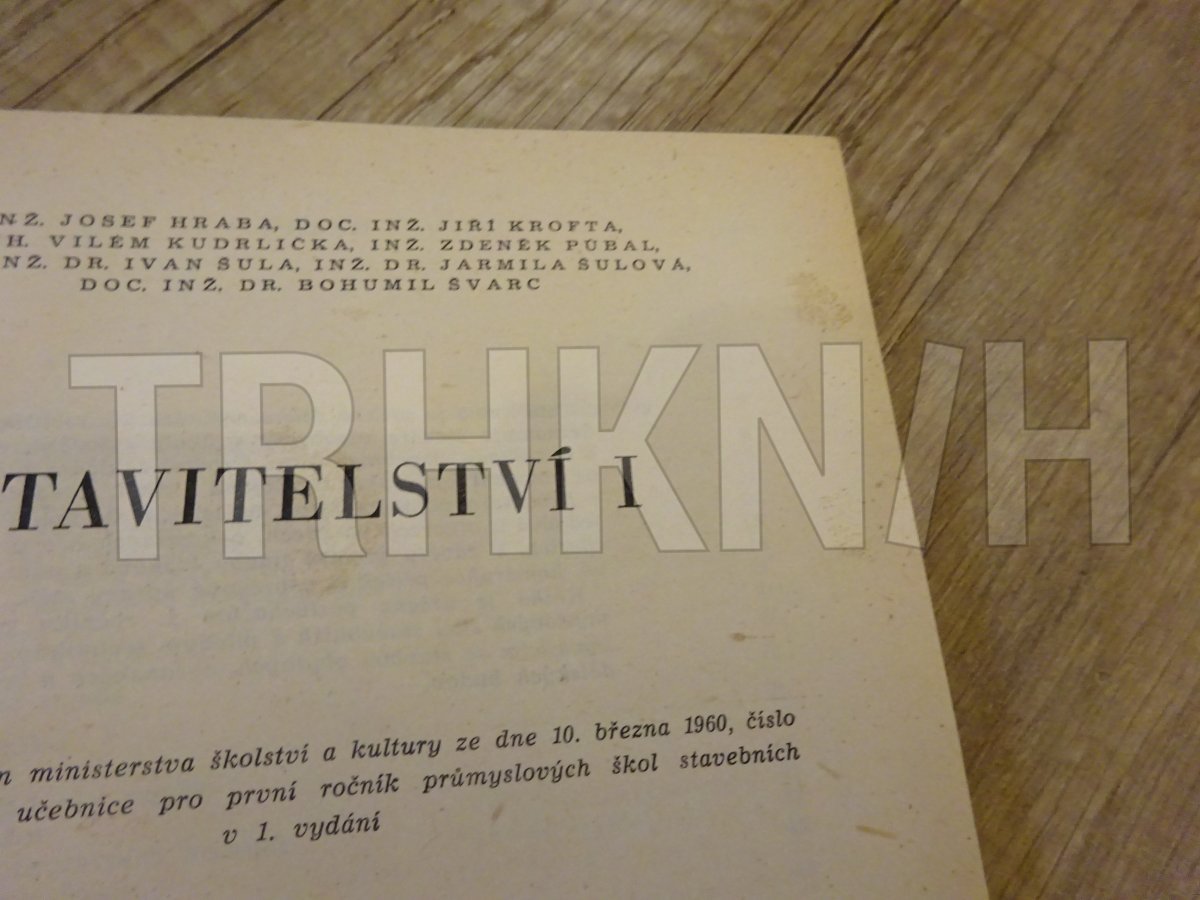 NŽ. JOSEF HRABA, DOC. INŽ. JIŘÍ KROFTA,
H. VILÉM KUDRLIČKA, INŽ. ZDENĚK PŮBAL,
NŽ. DR. IVAN ŠULA, INŽ. DR. JARMILA ŠULOVÁ,
DOC. INŽ. DR. BOHUMIL ŠVARC
TRHKNIH
TAVITELSTVÍ I
n ministerstva školství a kultury ze dne 10. března 1960, číslo
učebnice pro první ročník průmyslových škol stavebních
v 1. vydání